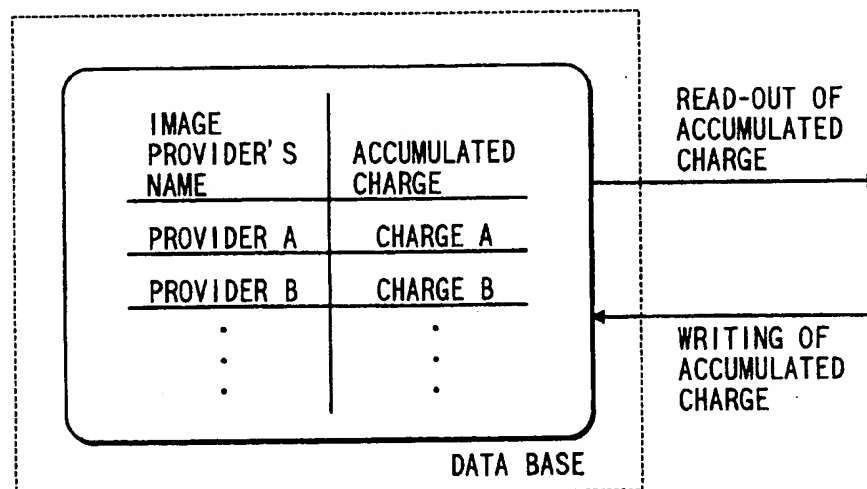 IMAGE
PROVIDER'S
NAME
ACCUMULATED
CHARGE
PROVIDER A
CHARGE A
PROVIDER B
CHARGE B
DATA BASE
READ-OUT OF
ACCUMULATED
CHARGE
WRITING OF
ACCUMULATED
CHARGE